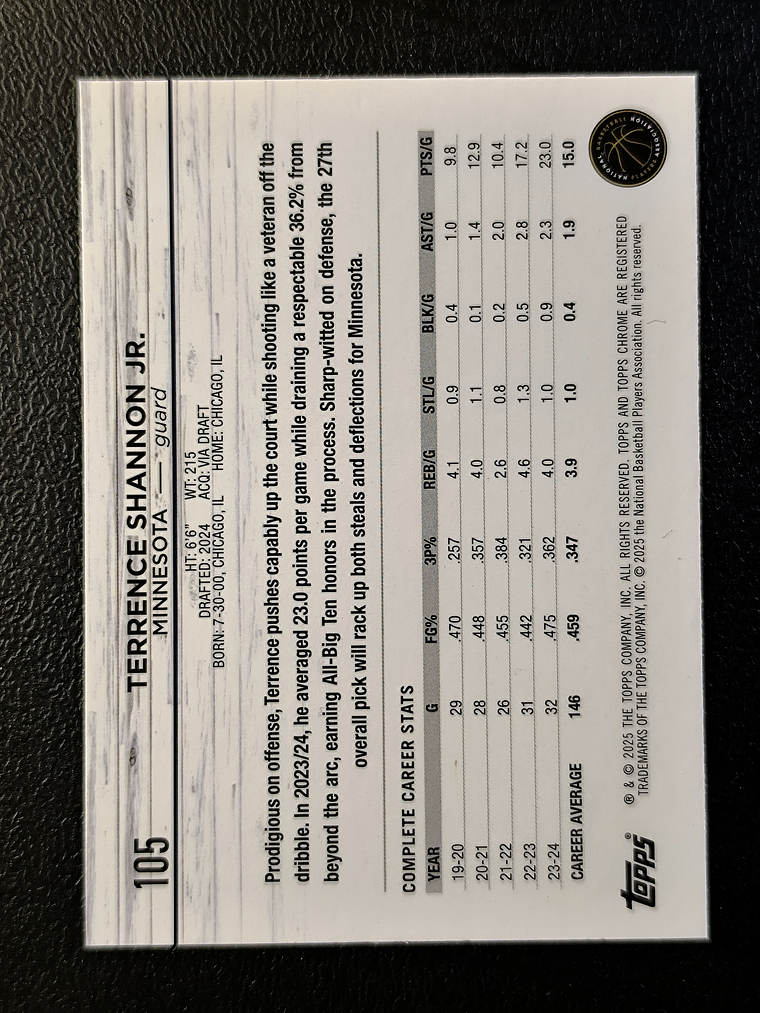 105
TERRENCE SHANNON JR.
MINNESOTA — guard
HT: 6'6" WT: 215
DRAFTED: 2024 ACQ: VIA DRAFT
BORN: 7-30-00, CHICAGO, IL HOME: CHICAGO, IL
Prodigious on offense, Terrence pushes capably up the court while shooting like a veteran off the
dribble. In 2023/24, he averaged 23.0 points per game while draining a respectable 36.2% from
beyond the arc, earning All-Big Ten honors in the process. Sharp-witted on defense, the 27th
overall pick will rack up both steals and deflections for Minnesota.
COMPLETE CAREER STATS
YEAR G FG% 3P% REB/G STL/G BLK/G AST/G PTS/G
19-20 29 .470 .257 4.1 0.9 0.4 1.0 9.8
20-21 28 .448 .357 4.0 1.1 0.1 1.4 12.9
21-22 26 .455 .384 2.6 0.8 0.2 2.0 10.4
22-23 31 .442 .321 4.6 1.3 0.5 2.8 17.2
23-24 32 .475 .362 4.0 1.0 0.9 2.3 23.0
CAREER AVERAGE 146 .459 .347 3.9 1.0 0.4 1.9 15.0
topps®
® & © 2025 THE TOPPS COMPANY, INC. ALL RIGHTS RESERVED. TOPPS AND TOPPS CHROME ARE REGISTERED
TRADEMARKS OF THE TOPPS COMPANY, INC. © 2025 the National Basketball Players Association. All rights reserved.
NATIONAL BASKETBALL PLAYERS ASSOCIATION